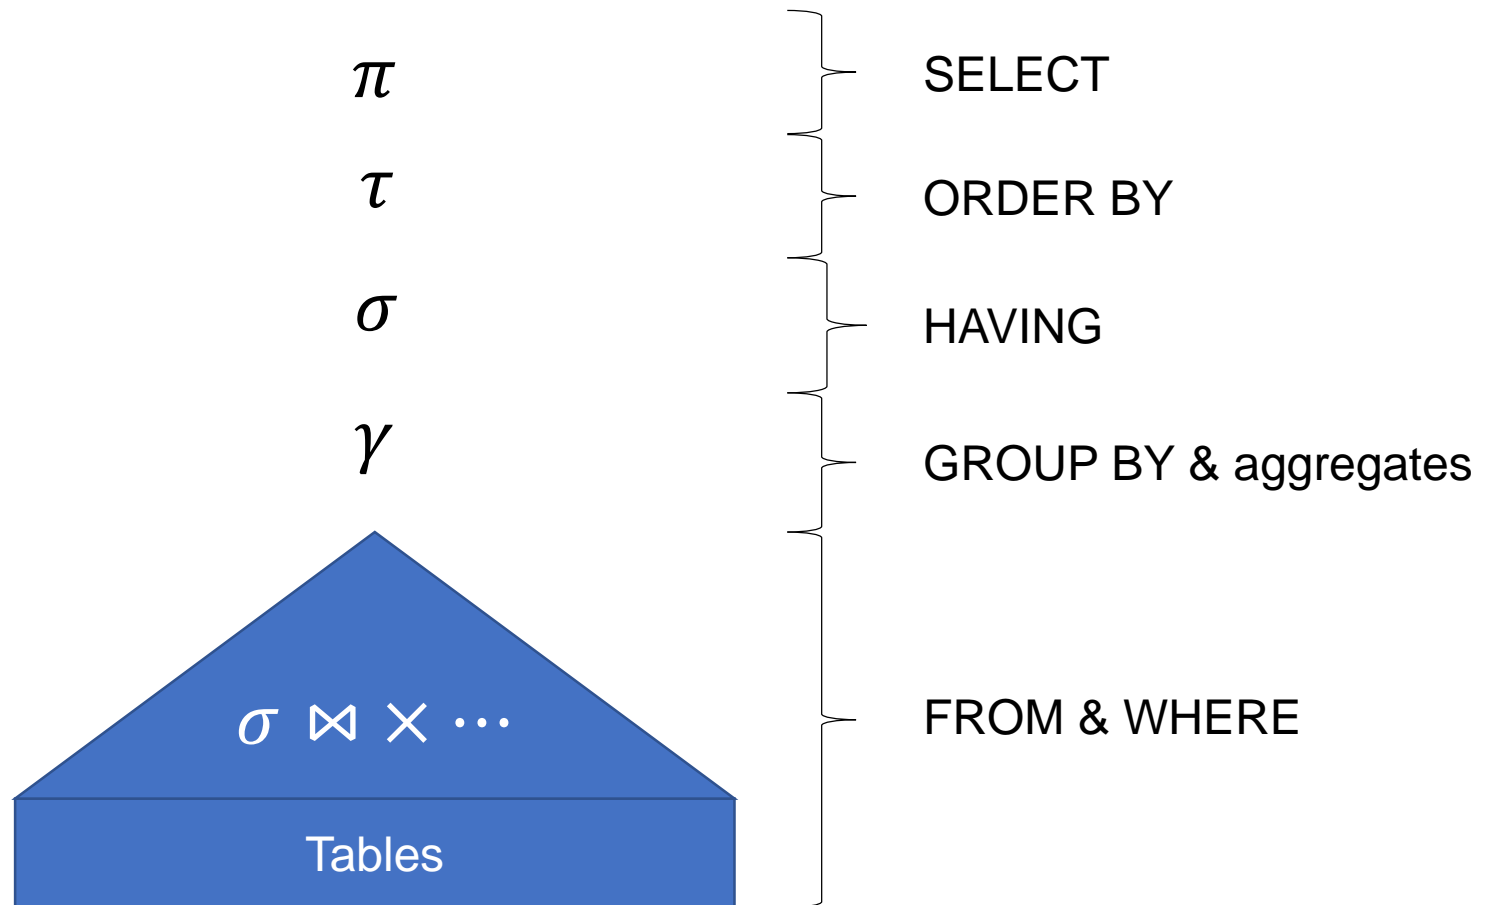 π SELECT
τ ORDER BY
σ HAVING
γ GROUP BY & aggregates
σ ⋈ × ⋯ FROM & WHERE
Tables